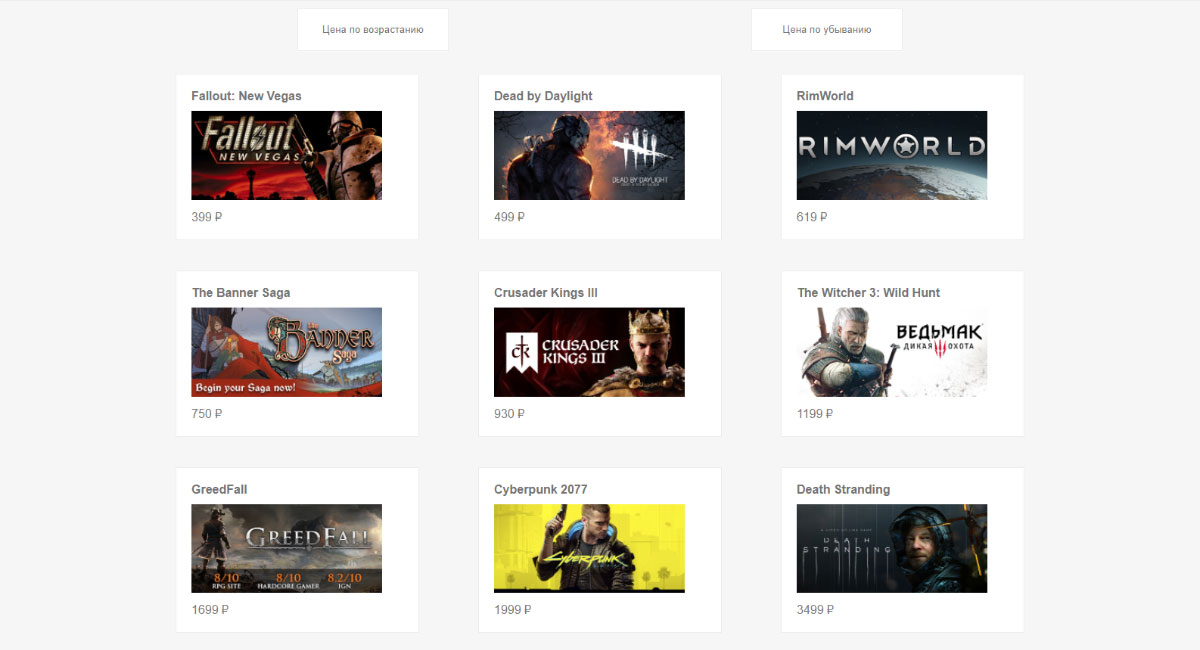 Цена по возрастанию
Цена по убыванию
Fallout: New Vegas
Fallout
NEW VEGAS
399 ₽
Dead by Daylight
DEAD BY DAYLIGHT
499 ₽
RimWorld
RIMWORLD
619 ₽
The Banner Saga
The
BANNER
Saga
Begin your Saga now!
750 ₽
Crusader Kings III
CK
CRUSADER
KINGS III
930 ₽
The Witcher 3: Wild Hunt
ВЕДЬМАК
ДИКАЯ ОХОТА
1199 ₽
GreedFall
GREEDFALL
8/10 8/10 8.2/10
RPG SITE HARDCORE GAMER IGN
1699 ₽
Cyberpunk 2077
CYBERPUNK
1999 ₽
Death Stranding
DEATH
STRANDING
3499 ₽